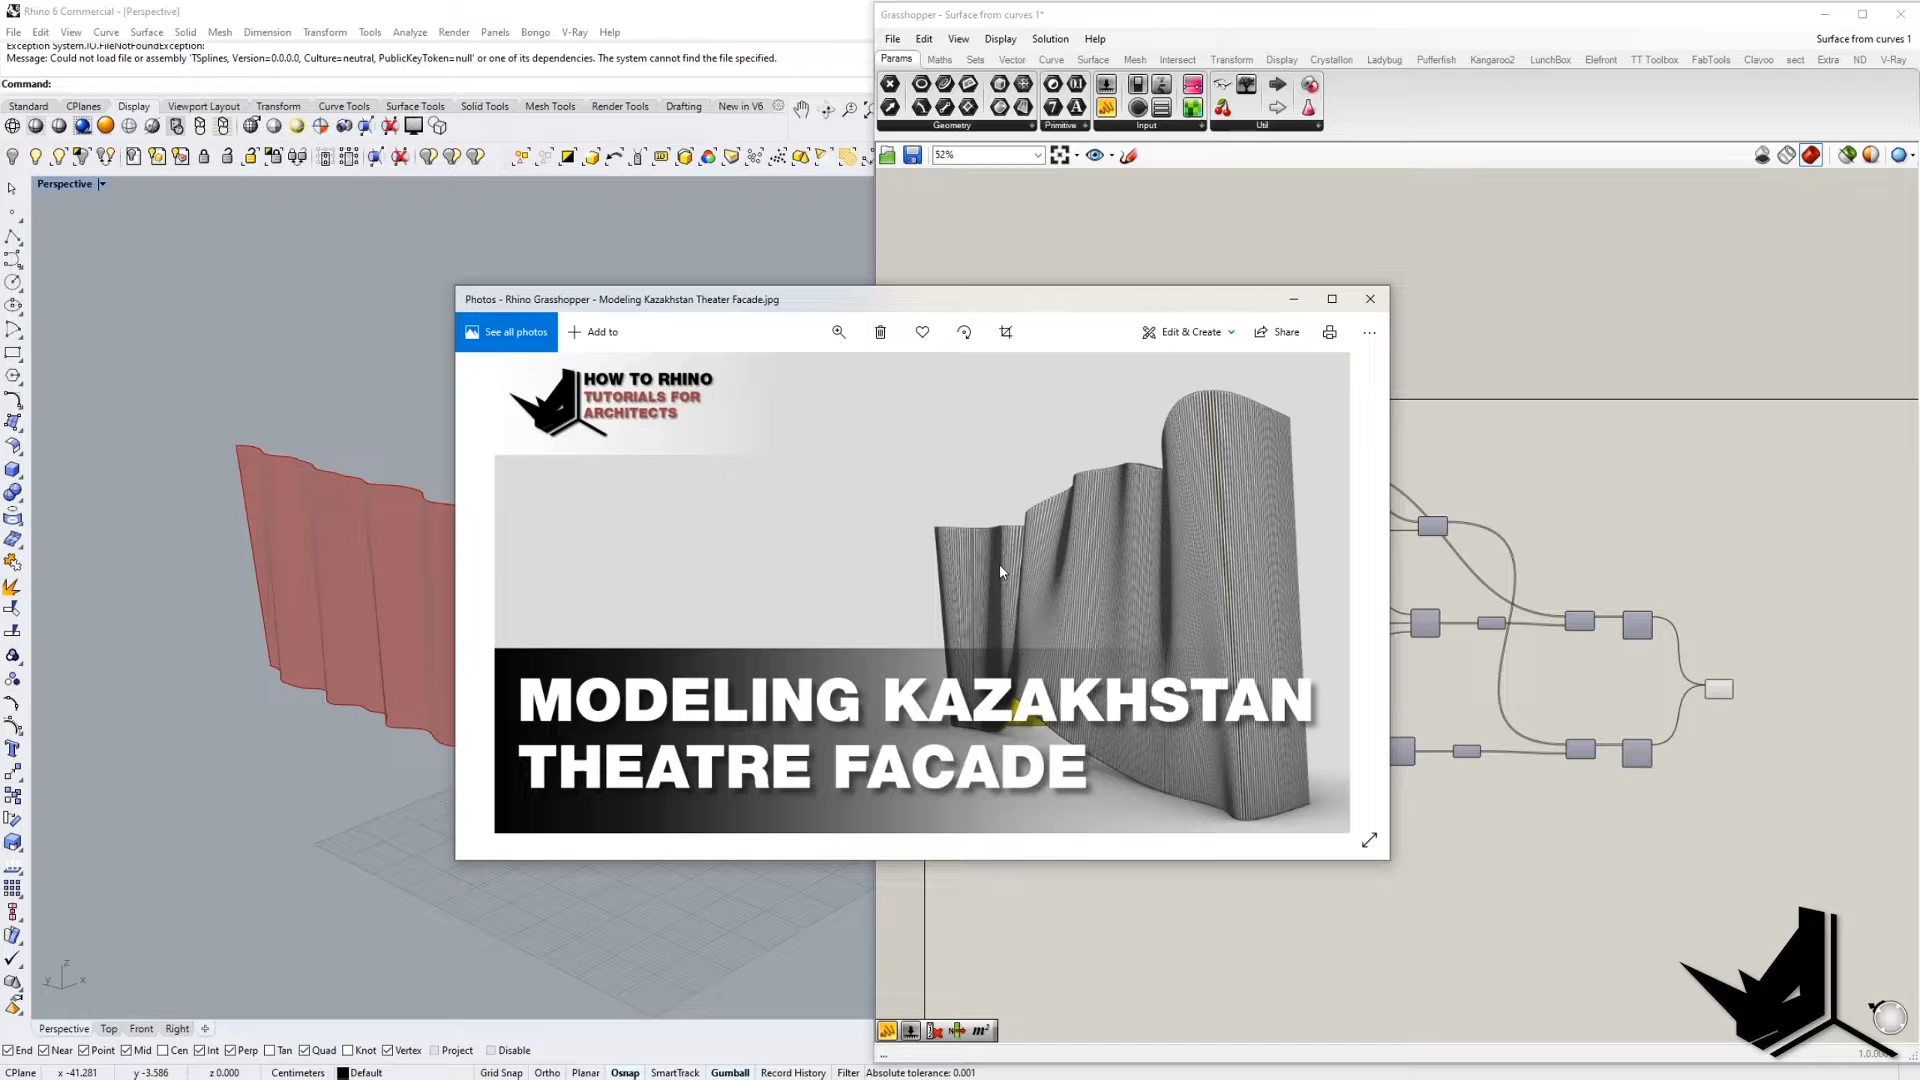 Rhino 6 Commercial - [Perspective]
File Edit View Curve Surface Solid Mesh Dimension Transform Tools Analyze Render Panels Bongo V-Ray Help
Exception System.IO.FileNotFoundException:
Message: Could not load file or assembly 'TSplines, Version=0.0.0.0, Culture=neutral, PublicKeyToken=null' or one of its dependencies. The system cannot find the file specified.
Command:
Standard CPlanes Display Viewport Layout Transform Curve Tools Surface Tools Solid Tools Mesh Tools Render Tools Drafting New in V6
Perspective
Grasshopper - Surface from curves 1*
File Edit View Display Solution Help
Surface from curves 1
Params Maths Sets Vector Curve Surface Mesh Intersect Transform Display Crystallon Ladybug Pufferfish Kangaroo2 LunchBox Elefront TT Toolbox FabTools Clayoo sect Extra ND V-Ray
Geometry Primitive Input Util
52%
Photos - Rhino Grasshopper - Modeling Kazakhstan Theater Facade.jpg
See all photos
Add to
Edit & Create
Share
HOW TO RHINO
TUTORIALS FOR
ARCHITECTS
MODELING KAZAKHSTAN
THEATRE FACADE
z
y
x
m²
...
Perspective Top Front Right
End Near Point Mid Cen Int Perp Tan Quad Knot Vertex Project Disable
CPlane x -41.281 y -3.586 z 0.000 Centimeters Default Grid Snap Ortho Planar Osnap SmartTrack Gumball Record History Filter Absolute tolerance: 0.001